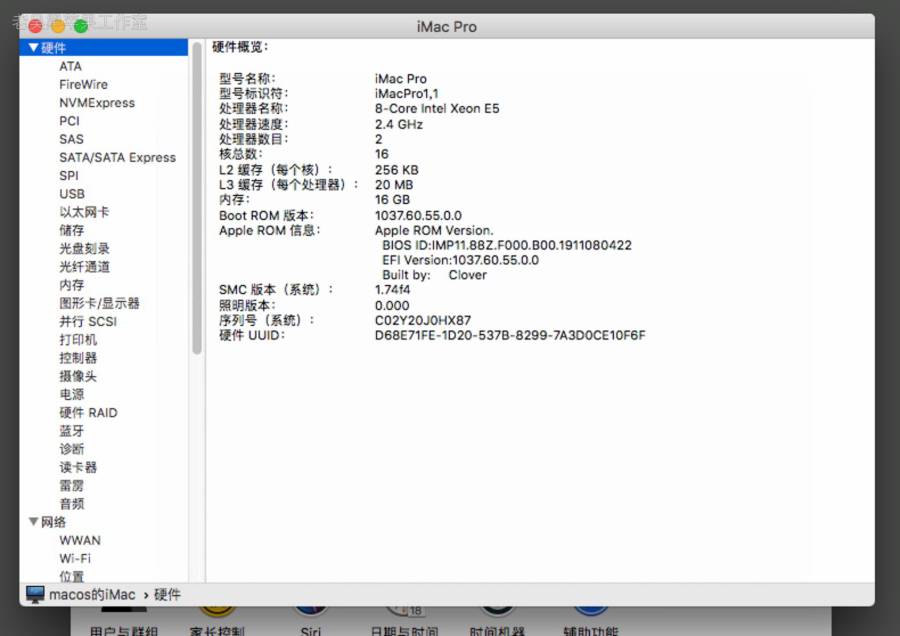 iMac Pro
硬件
ATA
FireWire
NVMExpress
PCI
SAS
SATA/SATA Express
SPI
USB
以太网卡
储存
光盘刻录
光纤通道
内存
图形卡/显示器
并行 SCSI
打印机
控制器
摄像头
电源
硬件 RAID
蓝牙
诊断
读卡器
雷雳
音频
网络
WWAN
Wi-Fi
位置
硬件概览：
型号名称： iMac Pro
型号标识符： iMacPro1,1
处理器名称： 8-Core Intel Xeon E5
处理器速度： 2.4 GHz
处理器数目： 2
核总数： 16
L2 缓存（每个核）： 256 KB
L3 缓存（每个处理器）： 20 MB
内存： 16 GB
Boot ROM 版本： 1037.60.55.0.0
Apple ROM 信息： Apple ROM Version.
BIOS ID:IMP11.88Z.F000.B00.1911080422
EFI Version:1037.60.55.0.0
Built by: Clover
SMC 版本（系统）： 1.74f4
照明版本： 0.000
序列号（系统）： C02Y20J0HX87
硬件 UUID： D68E71FE-1D20-537B-8299-7A3D0CE10F6F
macos的iMac › 硬件
18
用户与群组 家长控制 Siri 日期与时间 时间机器 辅助功能